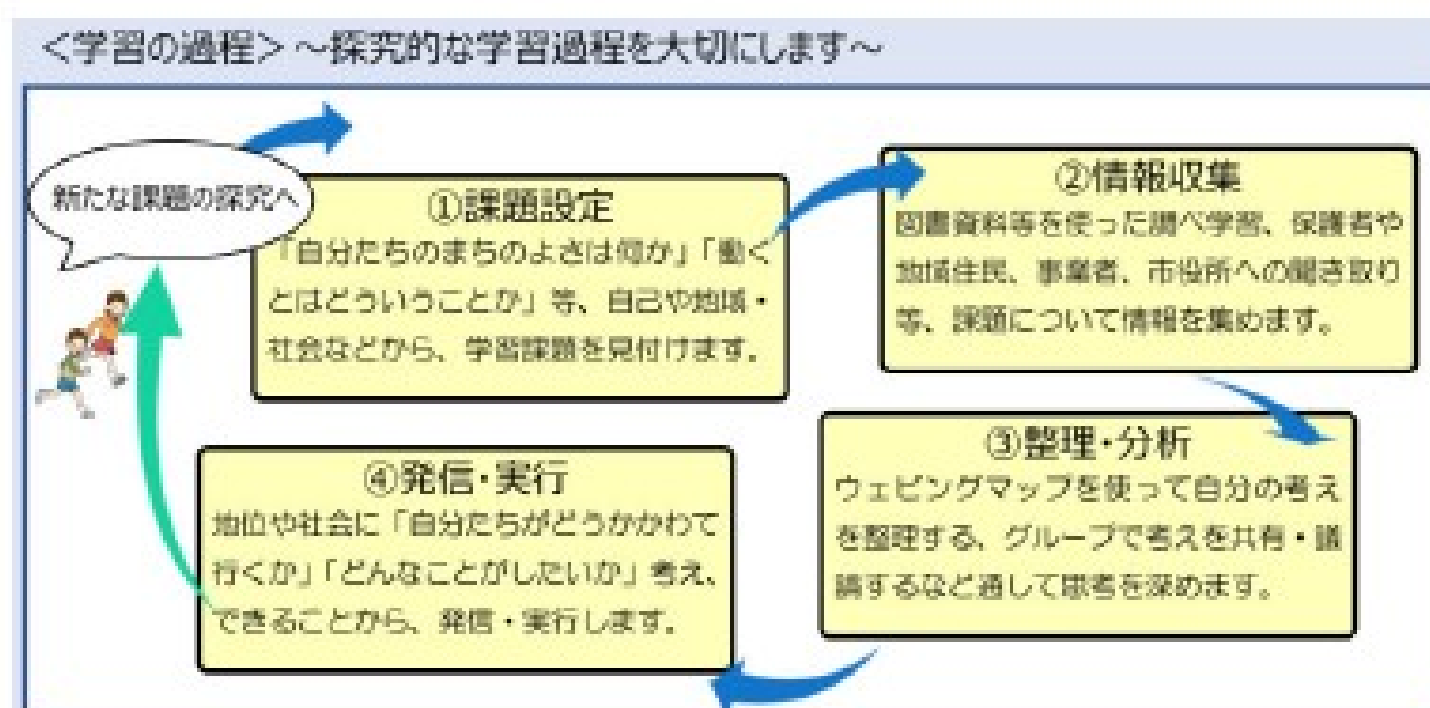 ＜学習の過程＞～探究的な学習過程を大切にします～
新たな課題の探究へ
①課題設定
「自分たちのまちのよさは何か」「働く
とはどういうことか」等、自己や地域・
社会などから、学習課題を見付けます。
②情報収集
図書資料等を使った調べ学習、保護者や
地域住民、事業者、市役所への聞き取り
等、課題について情報を集めます。
③整理・分析
ウェビングマップを使って自分の考え
を整理する、グループで考えを共有・議
論するなど通して思考を深めます。
④発信・実行
地位や社会に「自分たちがどうかかわて
行くか」「どんなことがしたいか」考え、
できることから、発信・実行します。